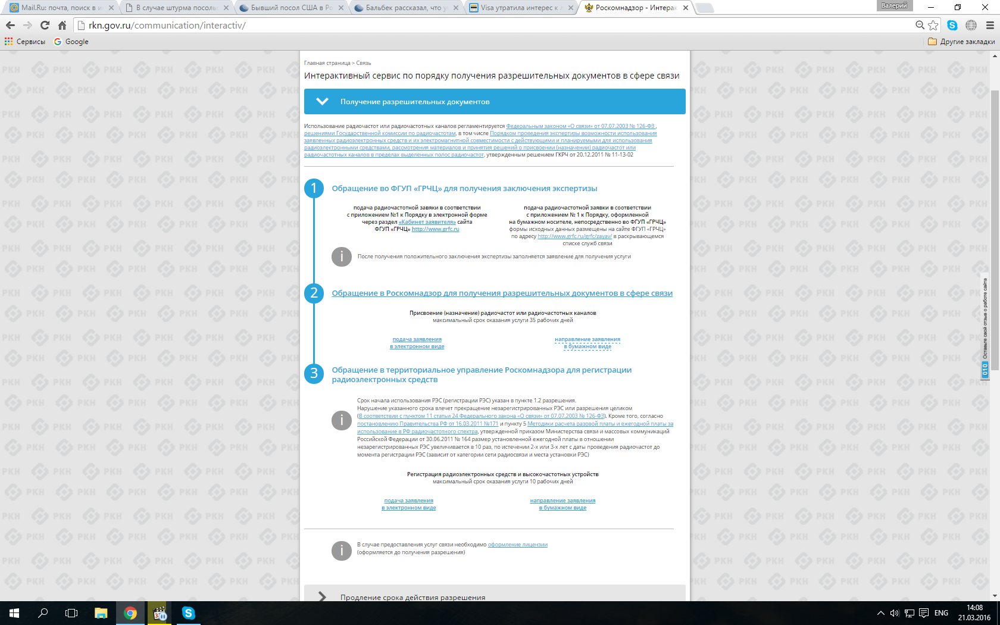 Mail.Ru: почта, поиск в и
В случае штурма посольс
Бывший посол США в Ро
Бальбек рассказал, что у
Visa утратила интерес к
Роскомнадзор - Интерак
Валерий
rkn.gov.ru/communication/interactiv/
Сервисы
Google
Другие закладки
Главная страница > Связь
Интерактивный сервис по порядку получения разрешительных документов в сфере связи
Получение разрешительных документов
Использование радиочастот или радиочастотных каналов регламентируется Федеральным законом «О связи» от 07.07.2003 № 126-ФЗ ,
решениями Государственной комиссии по радиочастотам, в том числе Порядком проведения экспертизы возможности использования
заявленных радиоэлектронных средств и их электромагнитной совместимости с действующими и планируемыми для использования
радиоэлектронными средствами, рассмотрения материалов и принятия решений о присвоении (назначении) радиочастот или
радиочастотных каналов в пределах выделенных полос радиочастот, утвержденным решением ГКРЧ от 20.12.2011 № 11-13-02
1
Обращение во ФГУП «ГРЧЦ» для получения заключения экспертизы
подача радиочастотной завяки в соответствии
с приложением №1 к Порядку в электронной форме
через раздел «Кабинет заявителя» сайта
ФГУП «ГРЧЦ» http://www.grfc.ru
подача радиочастотной заявки в соответствии
с приложением № 1 к Порядку, оформленной
на бумажном носителе, непосредственно во ФГУП «ГРЧЦ»
формы исходных данных размещены на сайте ФГУП «ГРЧЦ»
по адресу http://www.grfc.ru/grfc/zayav/ в раскрывающемся
списке служб связи
i
После получения положительного заключения экспертизы заполняется заявление для получения услуги
2
Обращение в Роскомнадзор для получения разрешительных документов в сфере связи
Присвоение (назначение) радиочастот или радиочастотных каналов
максимальный срок оказания услуги 35 рабочих дней
подача заявления
в электронном виде
направление заявления
в бумажном виде
3
Обращение в территориальное управление Роскомнадзора для регистрации
радиоэлектронных средств
i
Срок начала использования РЭС (регистрации РЭС) указан в пункте 1.2 разрешения.
Нарушение указанного срока влечет прекращение незарегистрированных РЭС или разрешения целиком
(В соответствии с пунктом 11 статьи 24 Федерального закона «О связи» от 07.07.2003 № 126-ФЗ). Кроме того, согласно
постановлению Правительства РФ от 16.03.2011 №171 и пункту 5 Методики расчета разовой платы и ежегодной платы за
использование в РФ радиочастотного спектра, утвержденной приказом Министерства связи и массовых коммуникаций
Российской Федерации от 30.06.2011 № 164 размер установленной ежегодной платы в отношении
незарегистрированных РЭС увеличивается в 10 раз, по истечении 2-х или 3-х лет с даты проведения радиочастот до
момента регистрации РЭС (зависит от категории сети радиосвязи и места установки РЭС)
Регистрация радиоэлектронных средств и высокочастотных устройств
максимальный срок оказания услуги 10 рабочих дней
подача заявления
в электронном виде
направление заявления
в бумажном виде
i
В случае предоставления услуг связи необходимо оформление лицензии
(оформляется до получения разрешения)
Продление срока действия разрешения
Оставьте свой отзыв о работе сайта
010
РКН
ENG
14:08
21.03.2016